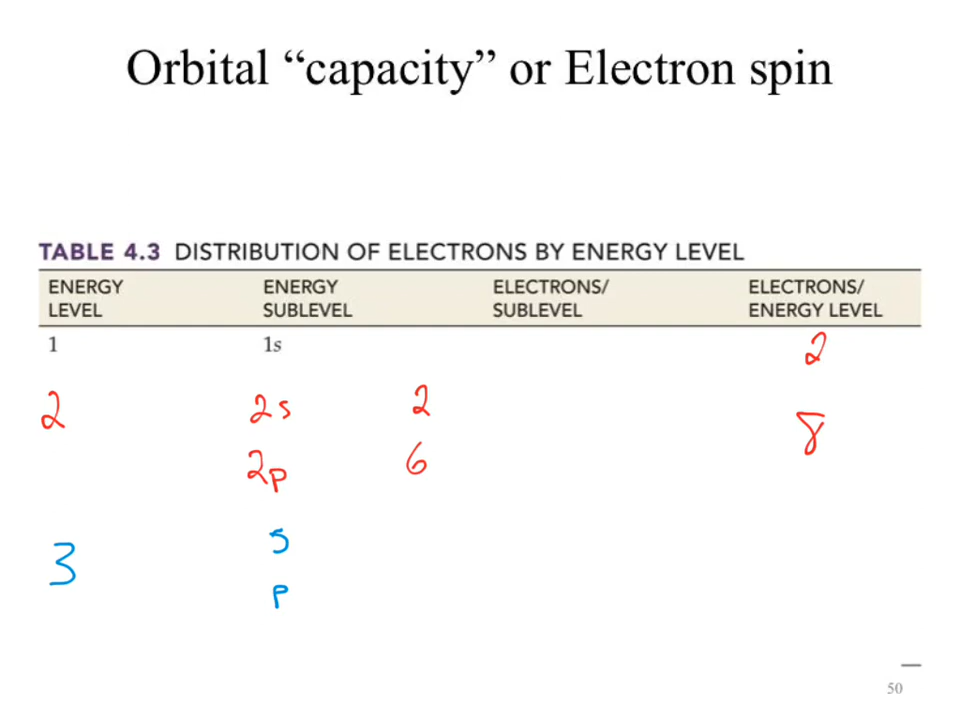 Orbital “capacity” or Electron spin
TABLE 4.3 DISTRIBUTION OF ELECTRONS BY ENERGY LEVEL
ENERGY LEVEL ENERGY SUBLEVEL ELECTRONS/ SUBLEVEL ELECTRONS/ ENERGY LEVEL
1 1s 2
2 2s 2 8
2p 6
3 s
p
50